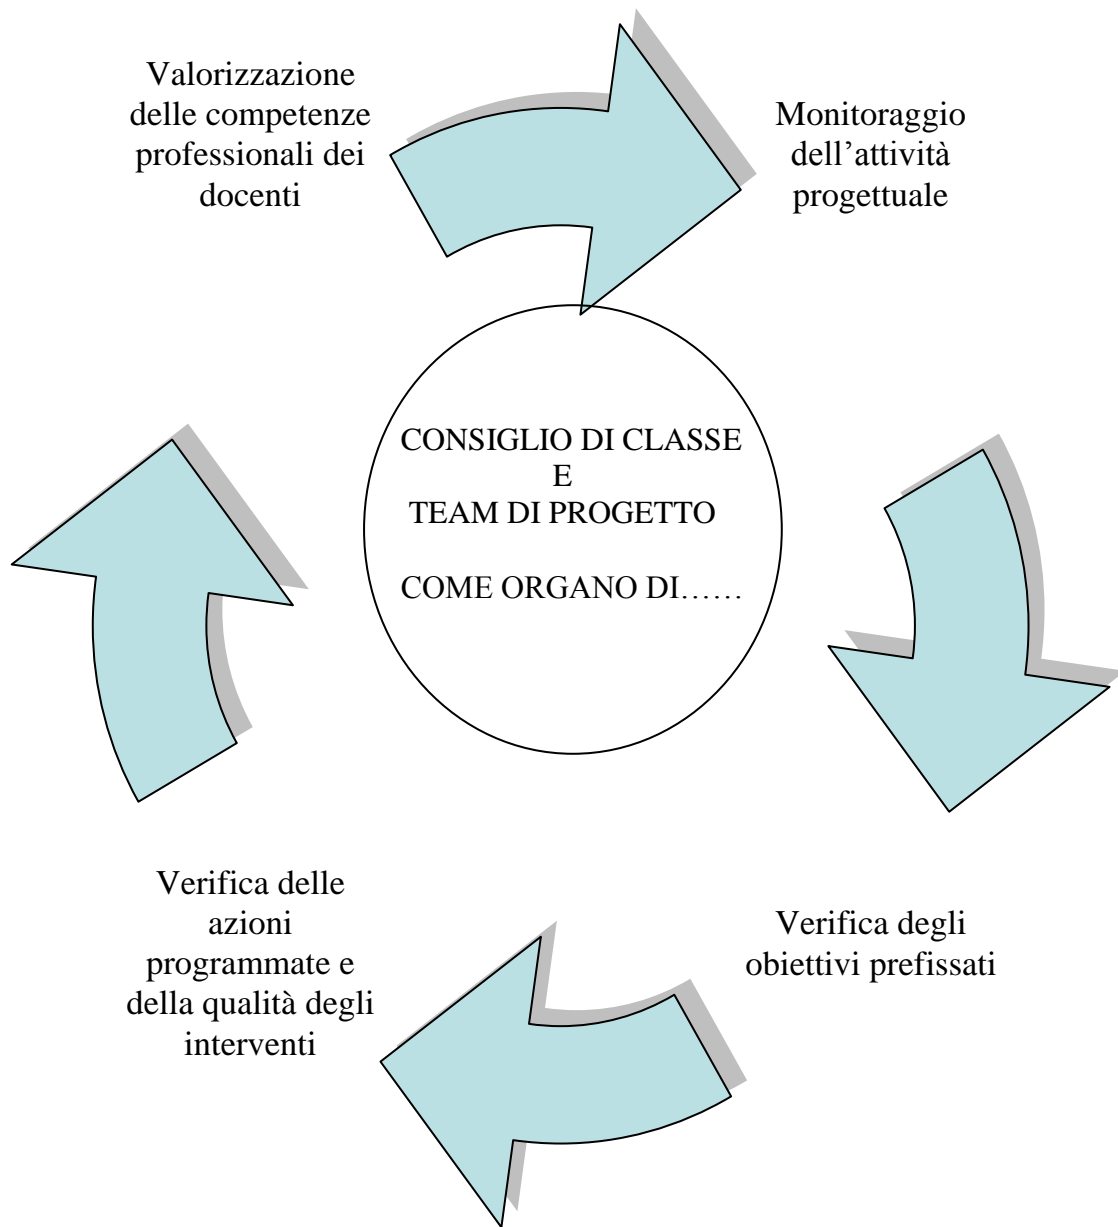 Valorizzazione
delle competenze
professionali dei
docenti
Monitoraggio
dell’attività
progettuale
CONSIGLIO DI CLASSE
E
TEAM DI PROGETTO
COME ORGANO DI……
Verifica delle
azioni
programmate e
della qualità degli
interventi
Verifica degli
obiettivi prefissati